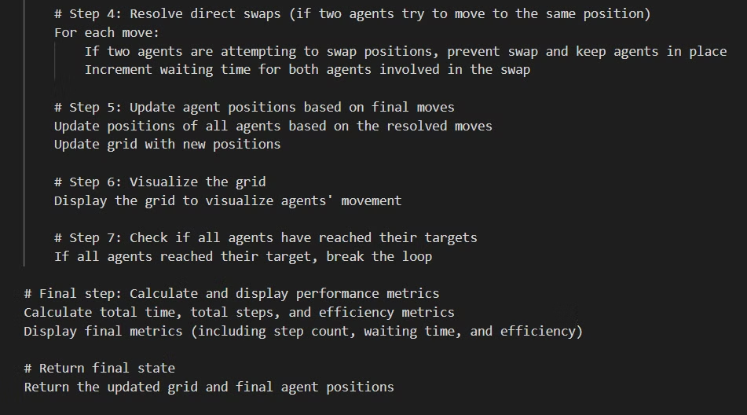 # Step 4: Resolve direct swaps (if two agents try to move to the same position)
For each move:
If two agents are attempting to swap positions, prevent swap and keep agents in place
Increment waiting time for both agents involved in the swap
# Step 5: Update agent positions based on final moves
Update positions of all agents based on the resolved moves
Update grid with new positions
# Step 6: Visualize the grid
Display the grid to visualize agents' movement
# Step 7: Check if all agents have reached their targets
If all agents reached their target, break the loop
# Final step: Calculate and display performance metrics
Calculate total time, total steps, and efficiency metrics
Display final metrics (including step count, waiting time, and efficiency)
# Return final state
Return the updated grid and final agent positions